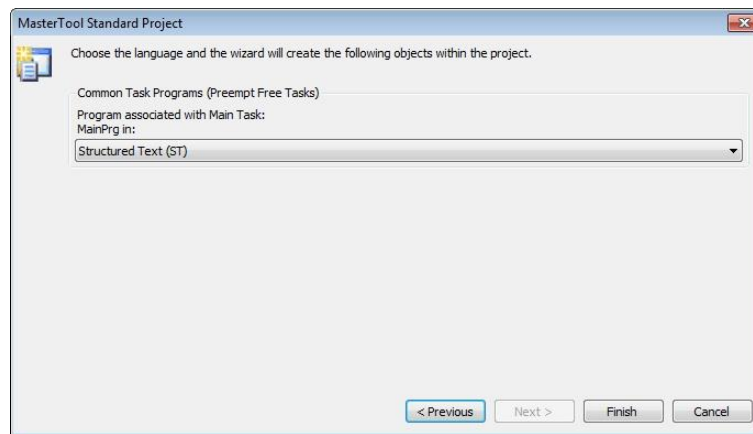 MasterTool Standard Project
Choose the language and the wizard will create the following objects within the project.
Common Task Programs (Preempt Free Tasks)
Program associated with Main Task:
MainPrg in:
Structured Text (ST)
< Previous
Next >
Finish
Cancel